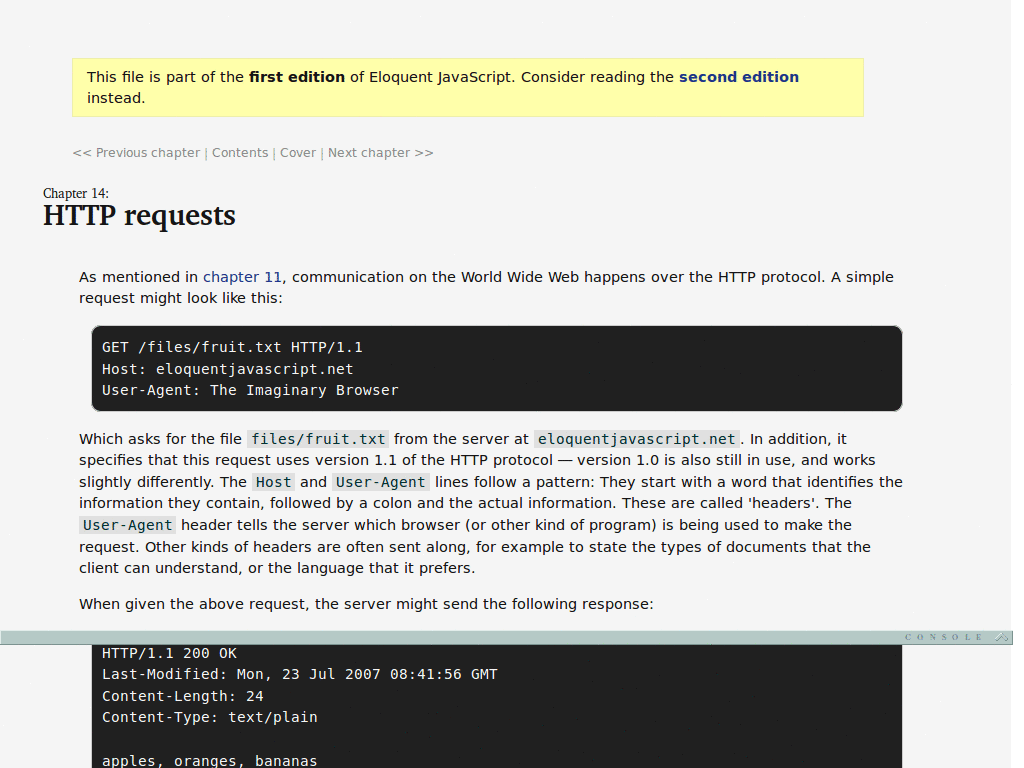 This file is part of the first edition of Eloquent JavaScript. Consider reading the second edition
instead.
<< Previous chapter | Contents | Cover | Next chapter >>
Chapter 14:
HTTP requests
As mentioned in chapter 11, communication on the World Wide Web happens over the HTTP protocol. A simple
request might look like this:
GET /files/fruit.txt HTTP/1.1
Host: eloquentjavascript.net
User-Agent: The Imaginary Browser
Which asks for the file files/fruit.txt from the server at eloquentjavascript.net. In addition, it
specifies that this request uses version 1.1 of the HTTP protocol — version 1.0 is also still in use, and works
slightly differently. The Host and User-Agent lines follow a pattern: They start with a word that identifies the
information they contain, followed by a colon and the actual information. These are called 'headers'. The
User-Agent header tells the server which browser (or other kind of program) is being used to make the
request. Other kinds of headers are often sent along, for example to state the types of documents that the
client can understand, or the language that it prefers.
When given the above request, the server might send the following response:
CONSOLE
HTTP/1.1 200 OK
Last-Modified: Mon, 23 Jul 2007 08:41:56 GMT
Content-Length: 24
Content-Type: text/plain
apples, oranges, bananas